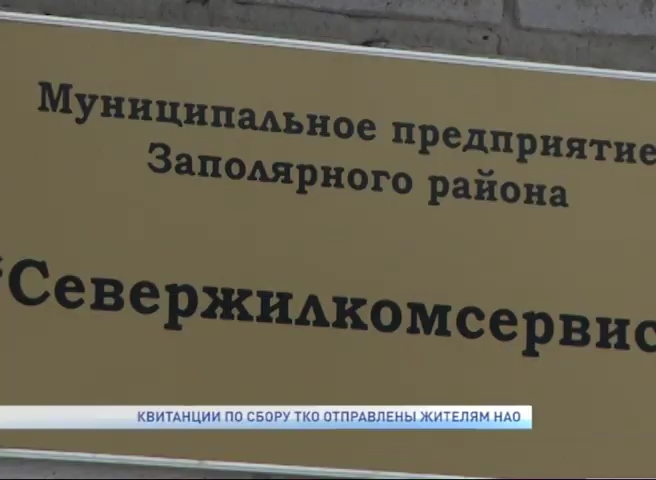 Муниципальное предприятие
Заполярного района
"Севержилкомсервис
КВИТАНЦИИ ПО СБОРУ ТКО ОТПРАВЛЕНЫ ЖИТЕЛЯМ НАО